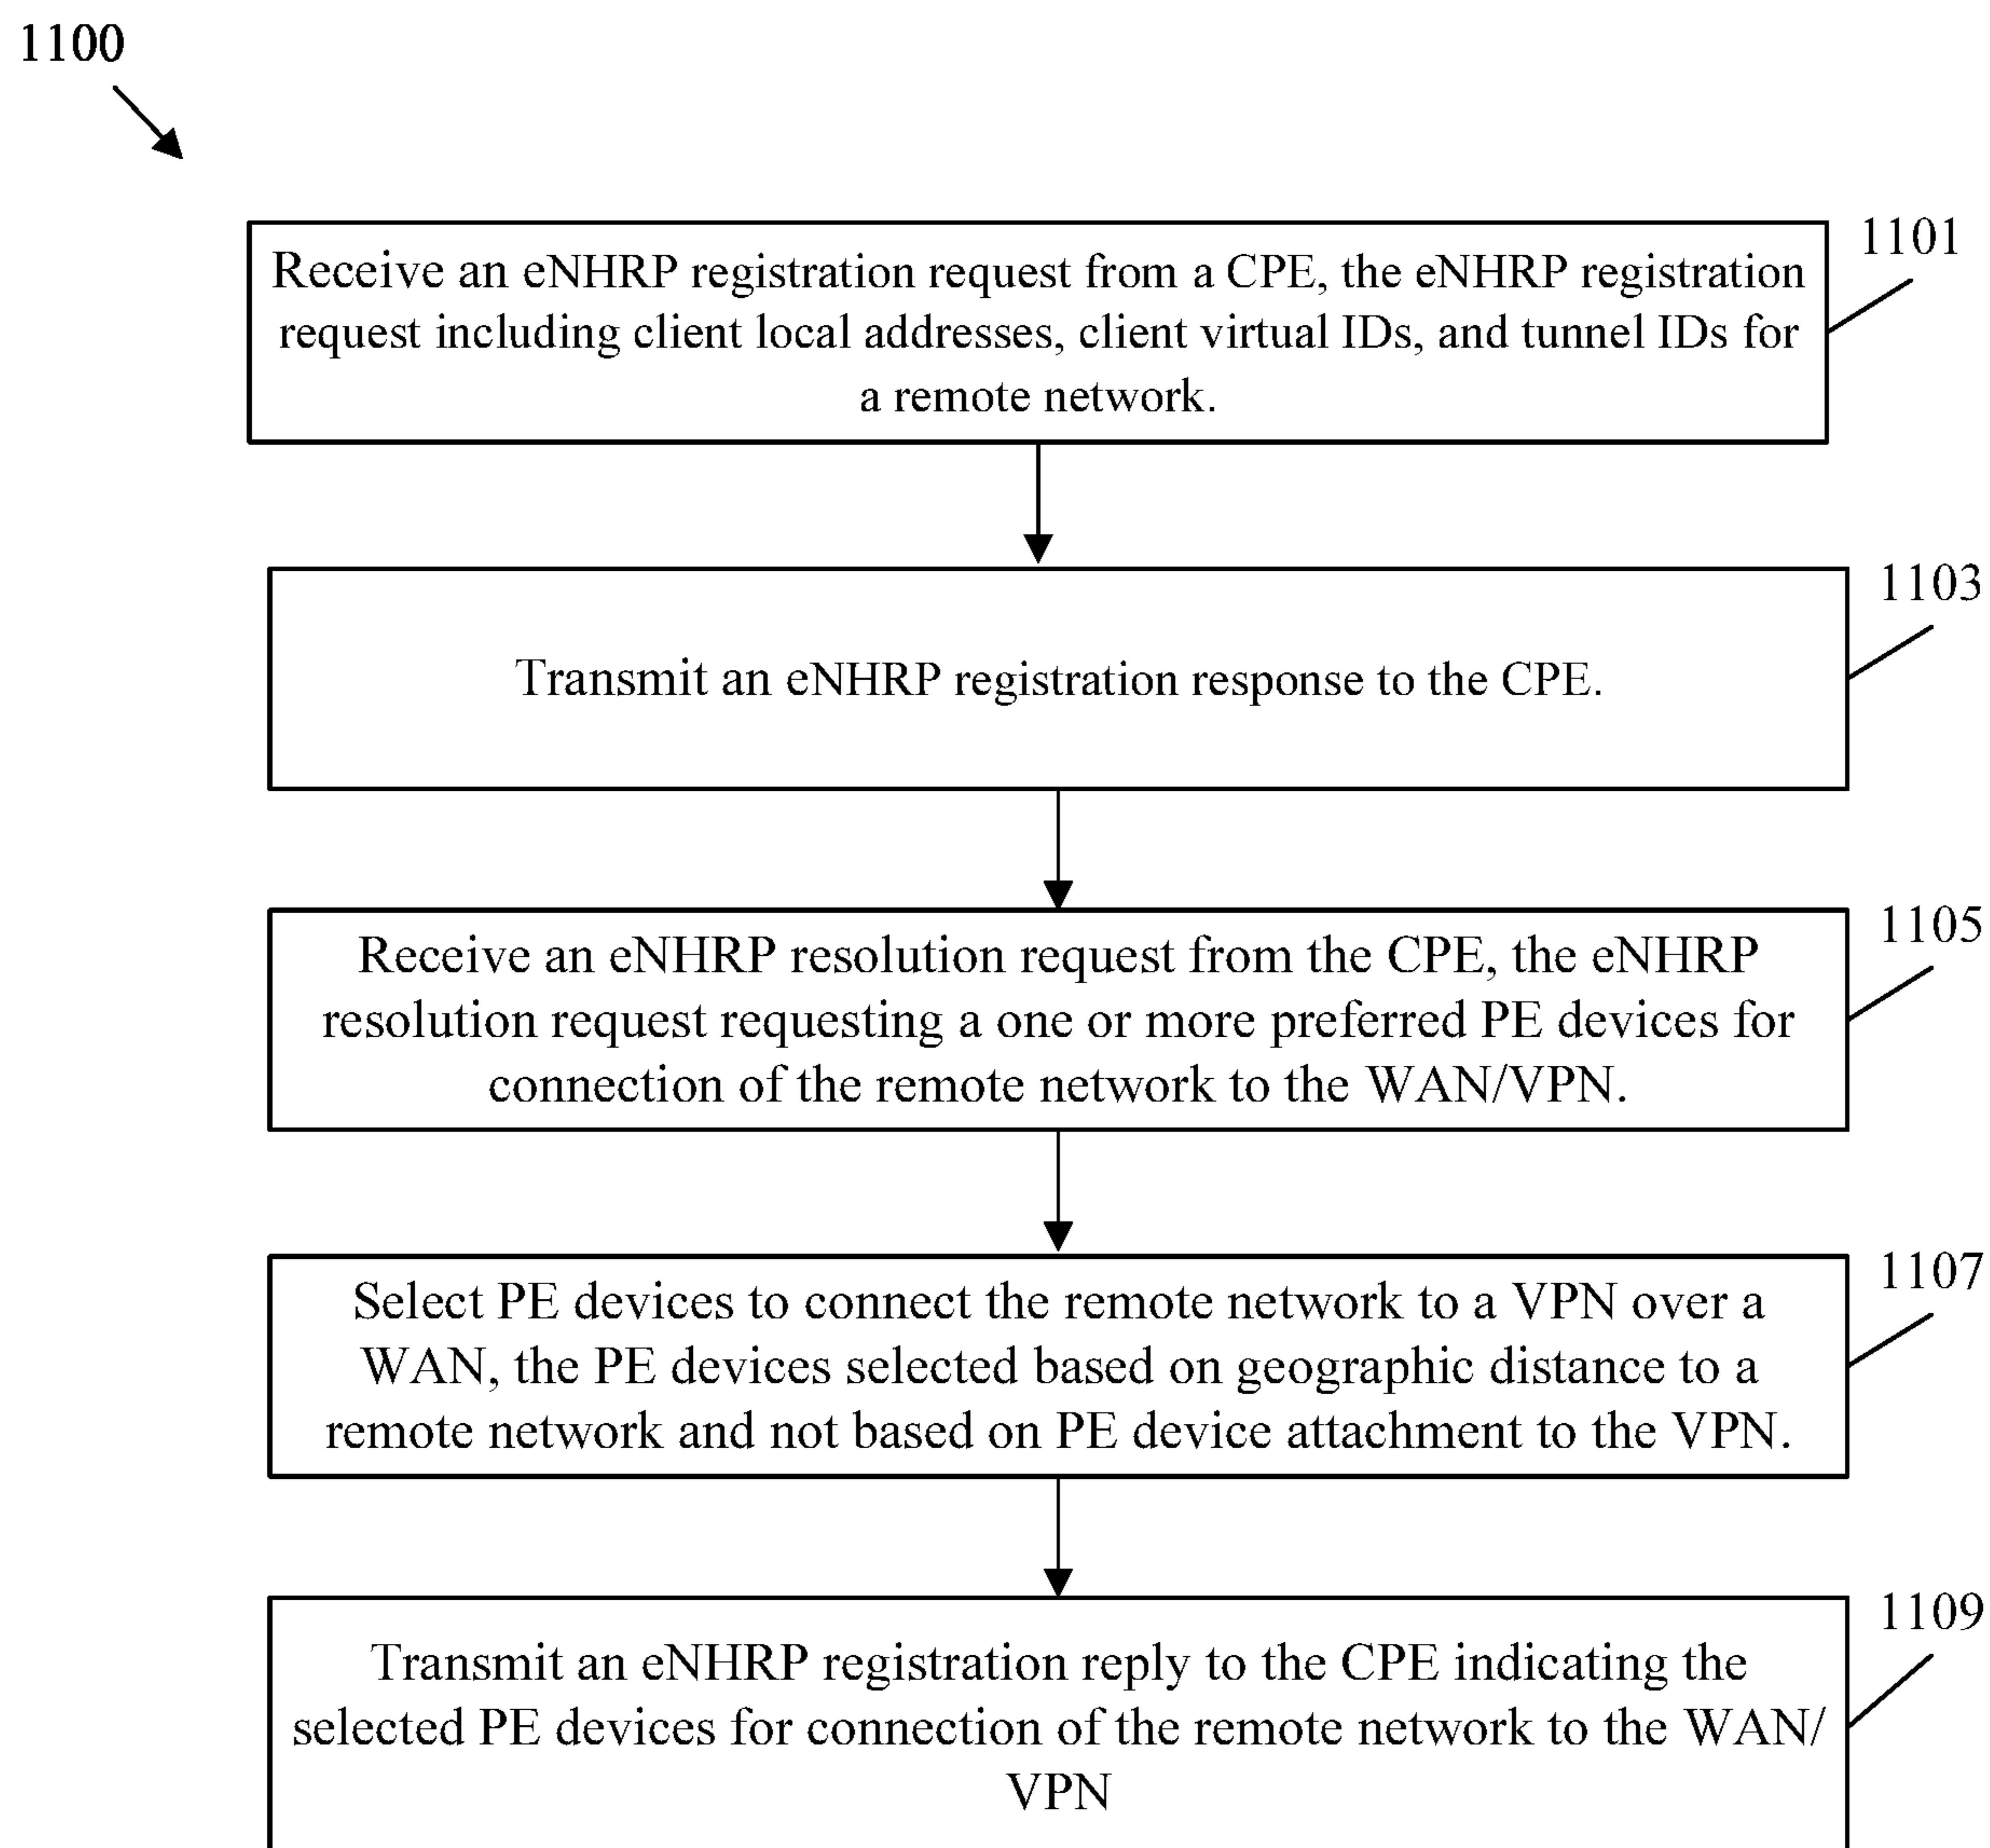 1100
1101
Receive an eNHRP registration request from a CPE, the eNHRP registration
request including client local addresses, client virtual IDs, and tunnel IDs for
a remote network.
1103
Transmit an eNHRP registration response to the CPE.
1105
Receive an eNHRP resolution request from the CPE, the eNHRP
resolution request requesting a one or more preferred PE devices for
connection of the remote network to the WAN/VPN.
1107
Select PE devices to connect the remote network to a VPN over a
WAN, the PE devices selected based on geographic distance to a
remote network and not based on PE device attachment to the VPN.
1109
Transmit an eNHRP registration reply to the CPE indicating the
selected PE devices for connection of the remote network to the WAN/
VPN